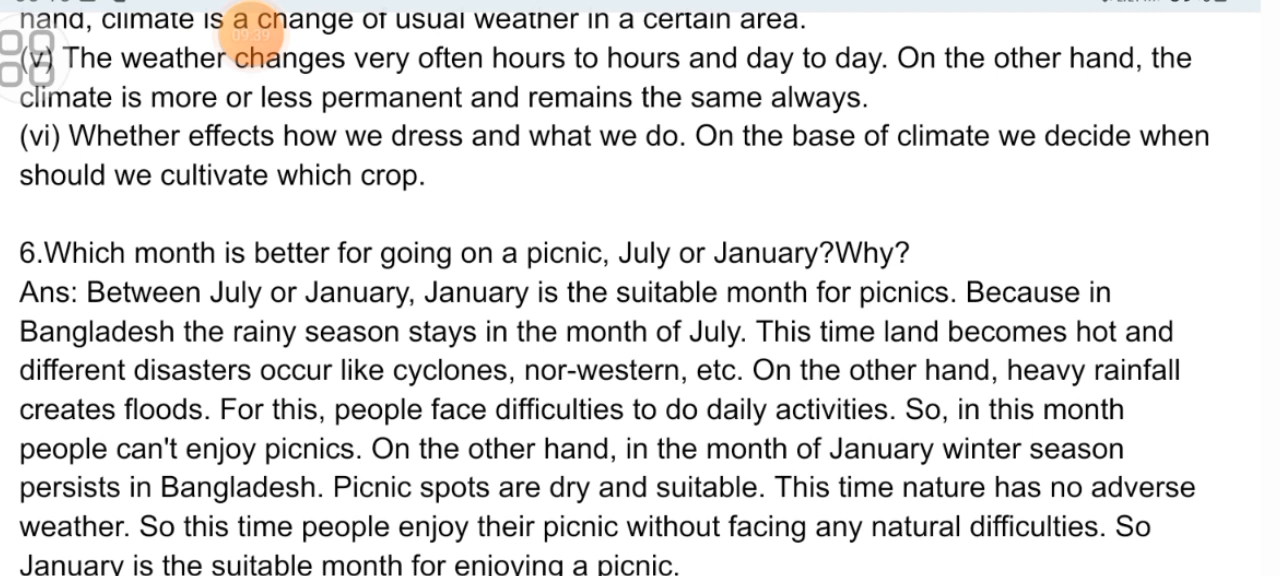 hand, climate is a change of usual weather in a certain area.
09:39
(v) The weather changes very often hours to hours and day to day. On the other hand, the
climate is more or less permanent and remains the same always.
(vi) Whether effects how we dress and what we do. On the base of climate we decide when
should we cultivate which crop.
6.Which month is better for going on a picnic, July or January?Why?
Ans: Between July or January, January is the suitable month for picnics. Because in
Bangladesh the rainy season stays in the month of July. This time land becomes hot and
different disasters occur like cyclones, nor-western, etc. On the other hand, heavy rainfall
creates floods. For this, people face difficulties to do daily activities. So, in this month
people can't enjoy picnics. On the other hand, in the month of January winter season
persists in Bangladesh. Picnic spots are dry and suitable. This time nature has no adverse
weather. So this time people enjoy their picnic without facing any natural difficulties. So
January is the suitable month for enjoying a picnic.